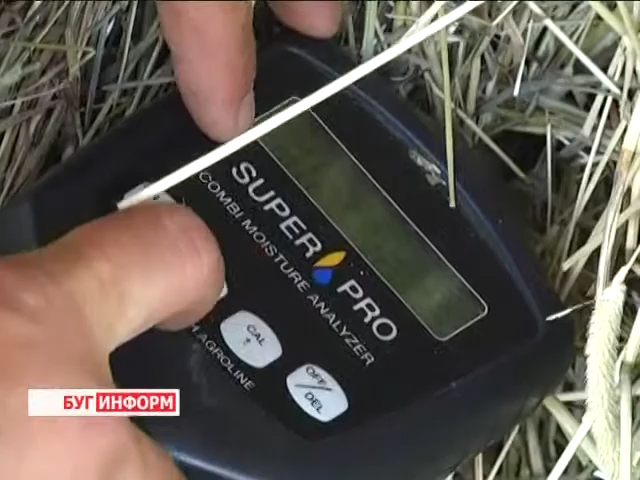 SUPER PRO
COMBI MOISTURE ANALYZER
CAL
OFF/
DEL
AGROLINE
БУГИНФОРМ